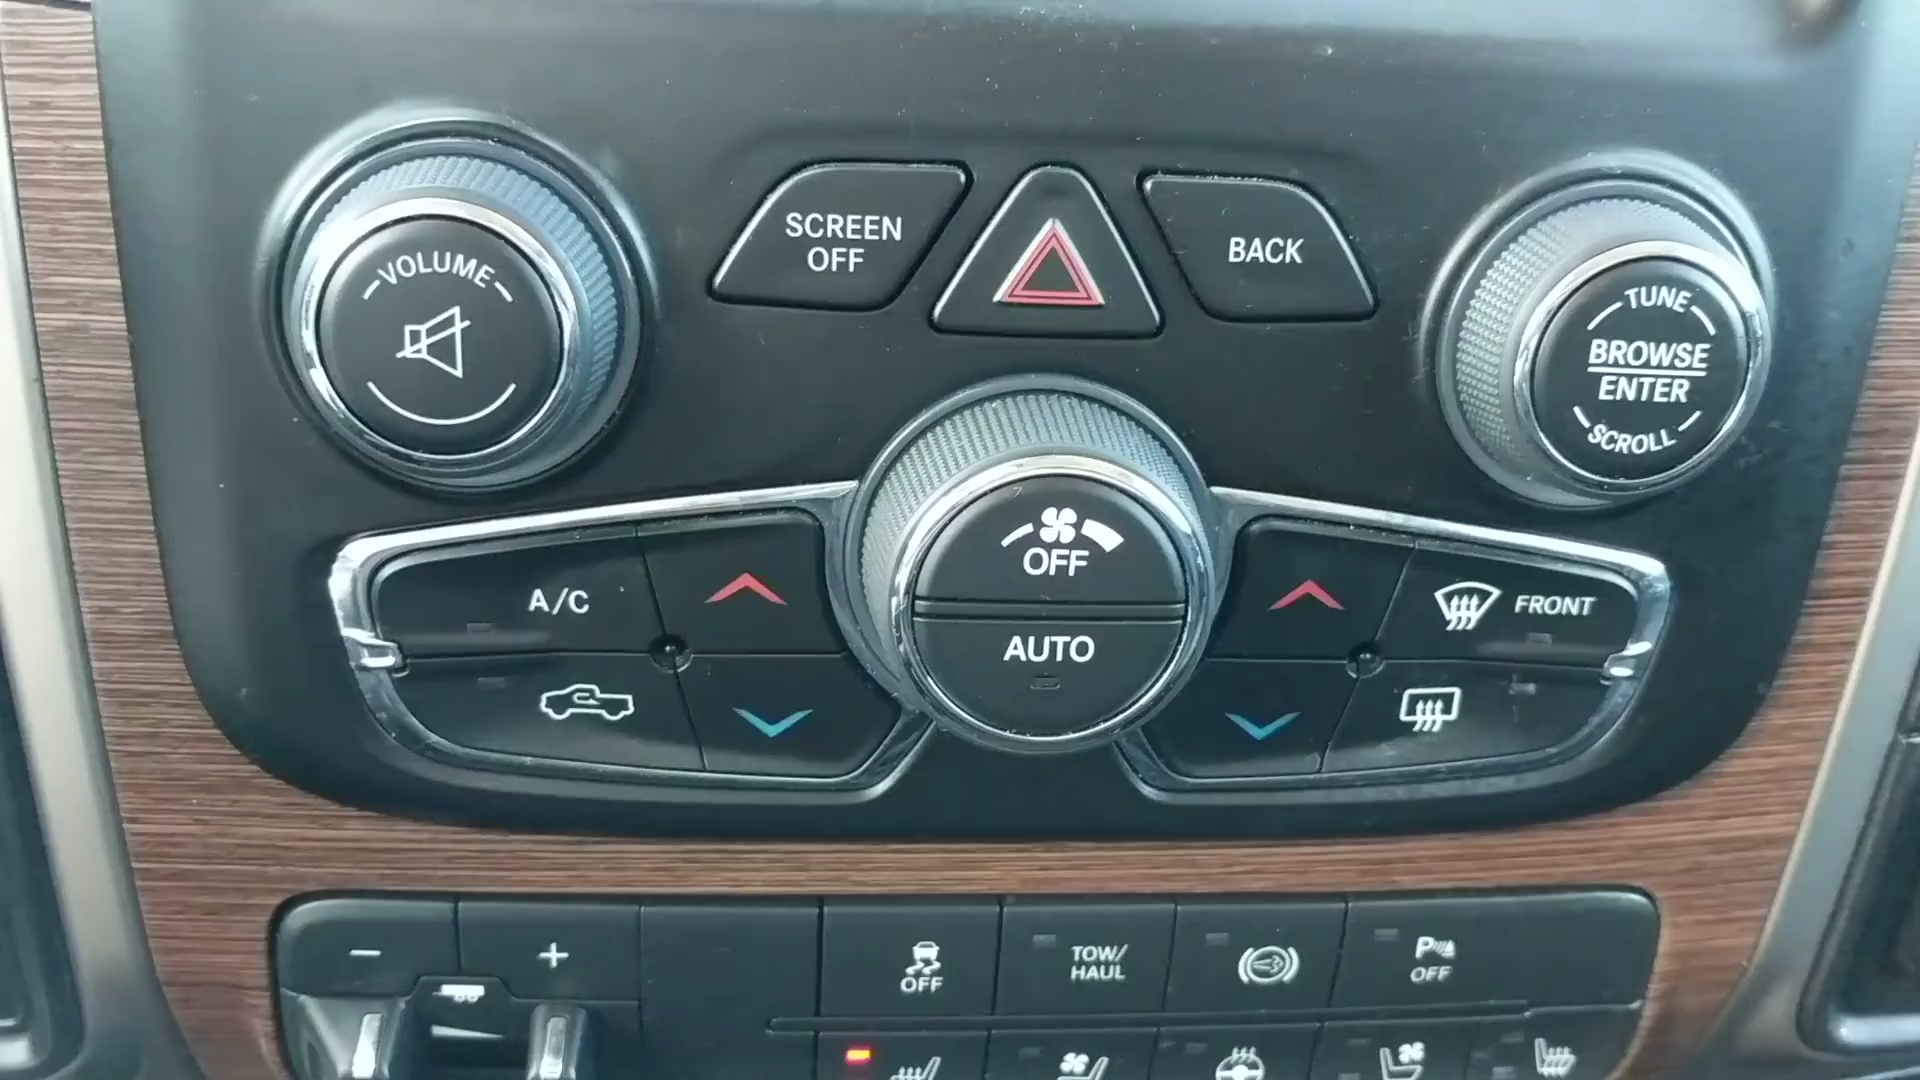 VOLUME
SCREEN
OFF
BACK
TUNE
BROWSE
ENTER
SCROLL
OFF
AUTO
A/C
FRONT
- +
OFF
TOW/
HAUL
P
OFF